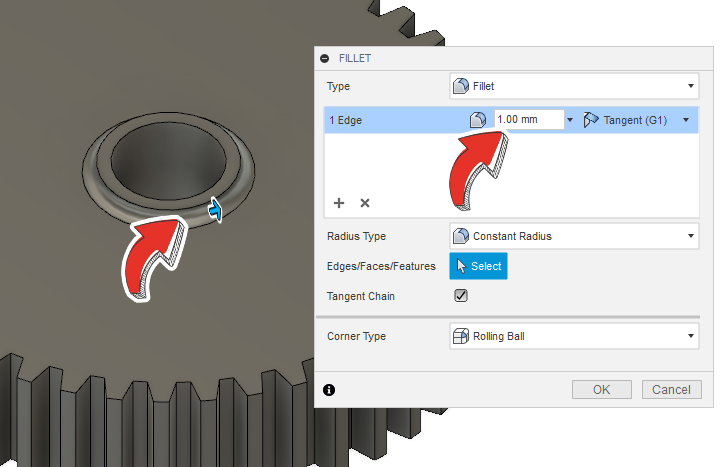 FILLET
Type
Fillet
1 Edge
1.00 mm
Tangent (G1)
Radius Type
Constant Radius
Edges/Faces/Features
Select
Tangent Chain
Corner Type
Rolling Ball
OK
Cancel